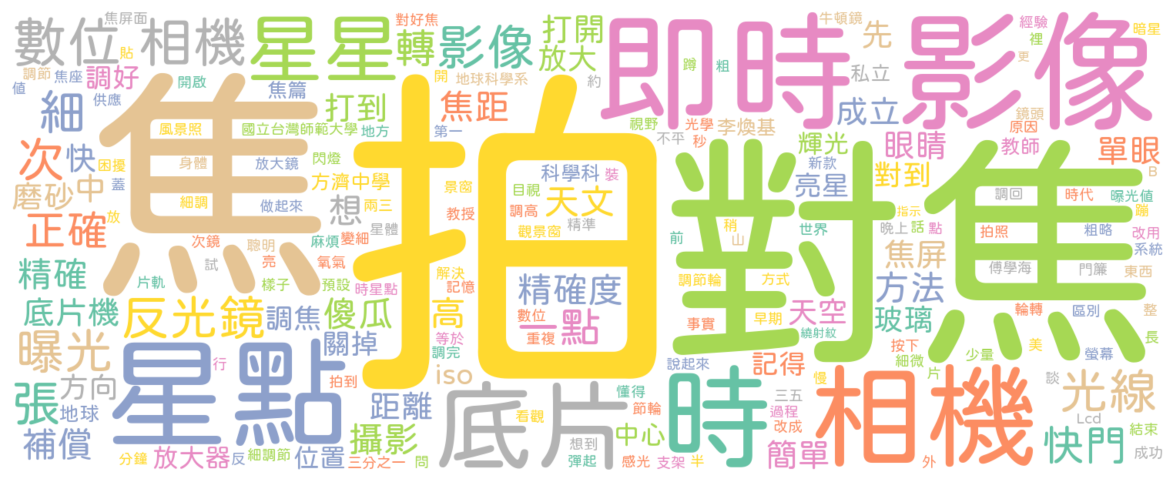 焦屏面
數位 相機
星星
轉
對好焦
影像
打開
放大
即時影像
牛頓鏡
先
經驗
裡
暗星
更
貼
調節
焦座
調好
值
供應
開啟
焦篇
開
地球科學系
約
蹲
粗
私立
鏡頭
細
焦
打到
焦距
拍
成立
原因
風景照
國立台灣師範大學
地方
第一
視野
光學
李煥基
不平
秒
輝光
眼睛
教師
單眼
次
快
困擾
蓋
身體
放大鏡
閃燈
景窗
科學科
裝
對焦
新款
亮星
對到
B
磨砂
中
細調
做起來
方濟中學
兩三
目視
天文
調回
時代
曝光值
想
教授
調高
精準
觀景窗
稍
山
前
世界
指示
晚上
話
點
拍照
粗略
蹦
改用
正確
次鏡
聰明
麻煩
變細
星體
解決
調節輪
方式
焦屏
傅學海
門簾
系統
東西
精確
片軌
試
亮
樣子
氧氣
預設
時星點
記憶
精確度
方法
底片機
反光鏡
調焦
傻瓜
高
數位
一點
重複
事實
早期
繞射紋
天空
玻璃
輪轉
區別
整
長
曝光
關掉
等於
調完
說起來
記得
按下
細微
少量
美
螢幕
片
星點
行
拍到
iso
底片
時
慢
相機
談
光線
張
方向
地球
距離
看觀
懂得
節輪
三五
過程
改成
Lcd
補償
攝影
想到
中心
簡單
快門
結束
分鐘
放大器
反
細調節
位置
三分之一
問
彈起
感光
支架
半
外
成功